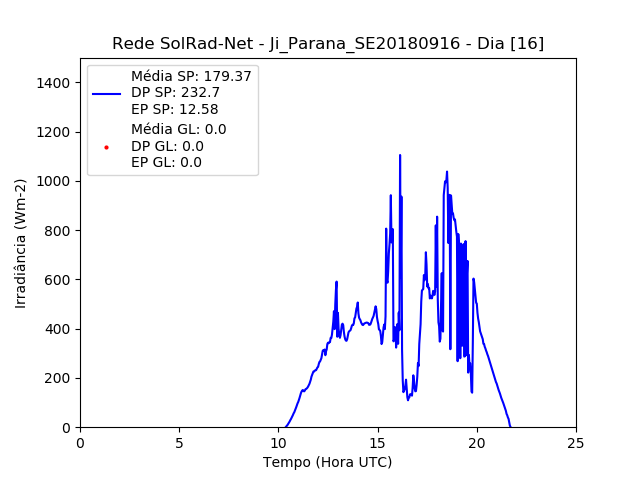 Rede SolRad-Net - Ji_Parana_SE20180916 - Dia [16]
Média SP: 179.37
DP SP: 232.7
EP SP: 12.58
Média GL: 0.0
DP GL: 0.0
EP GL: 0.0
Irradiância (Wm-2)
1400
1200
1000
800
600
400
200
0
0 5 10 15 20 25
Tempo (Hora UTC)